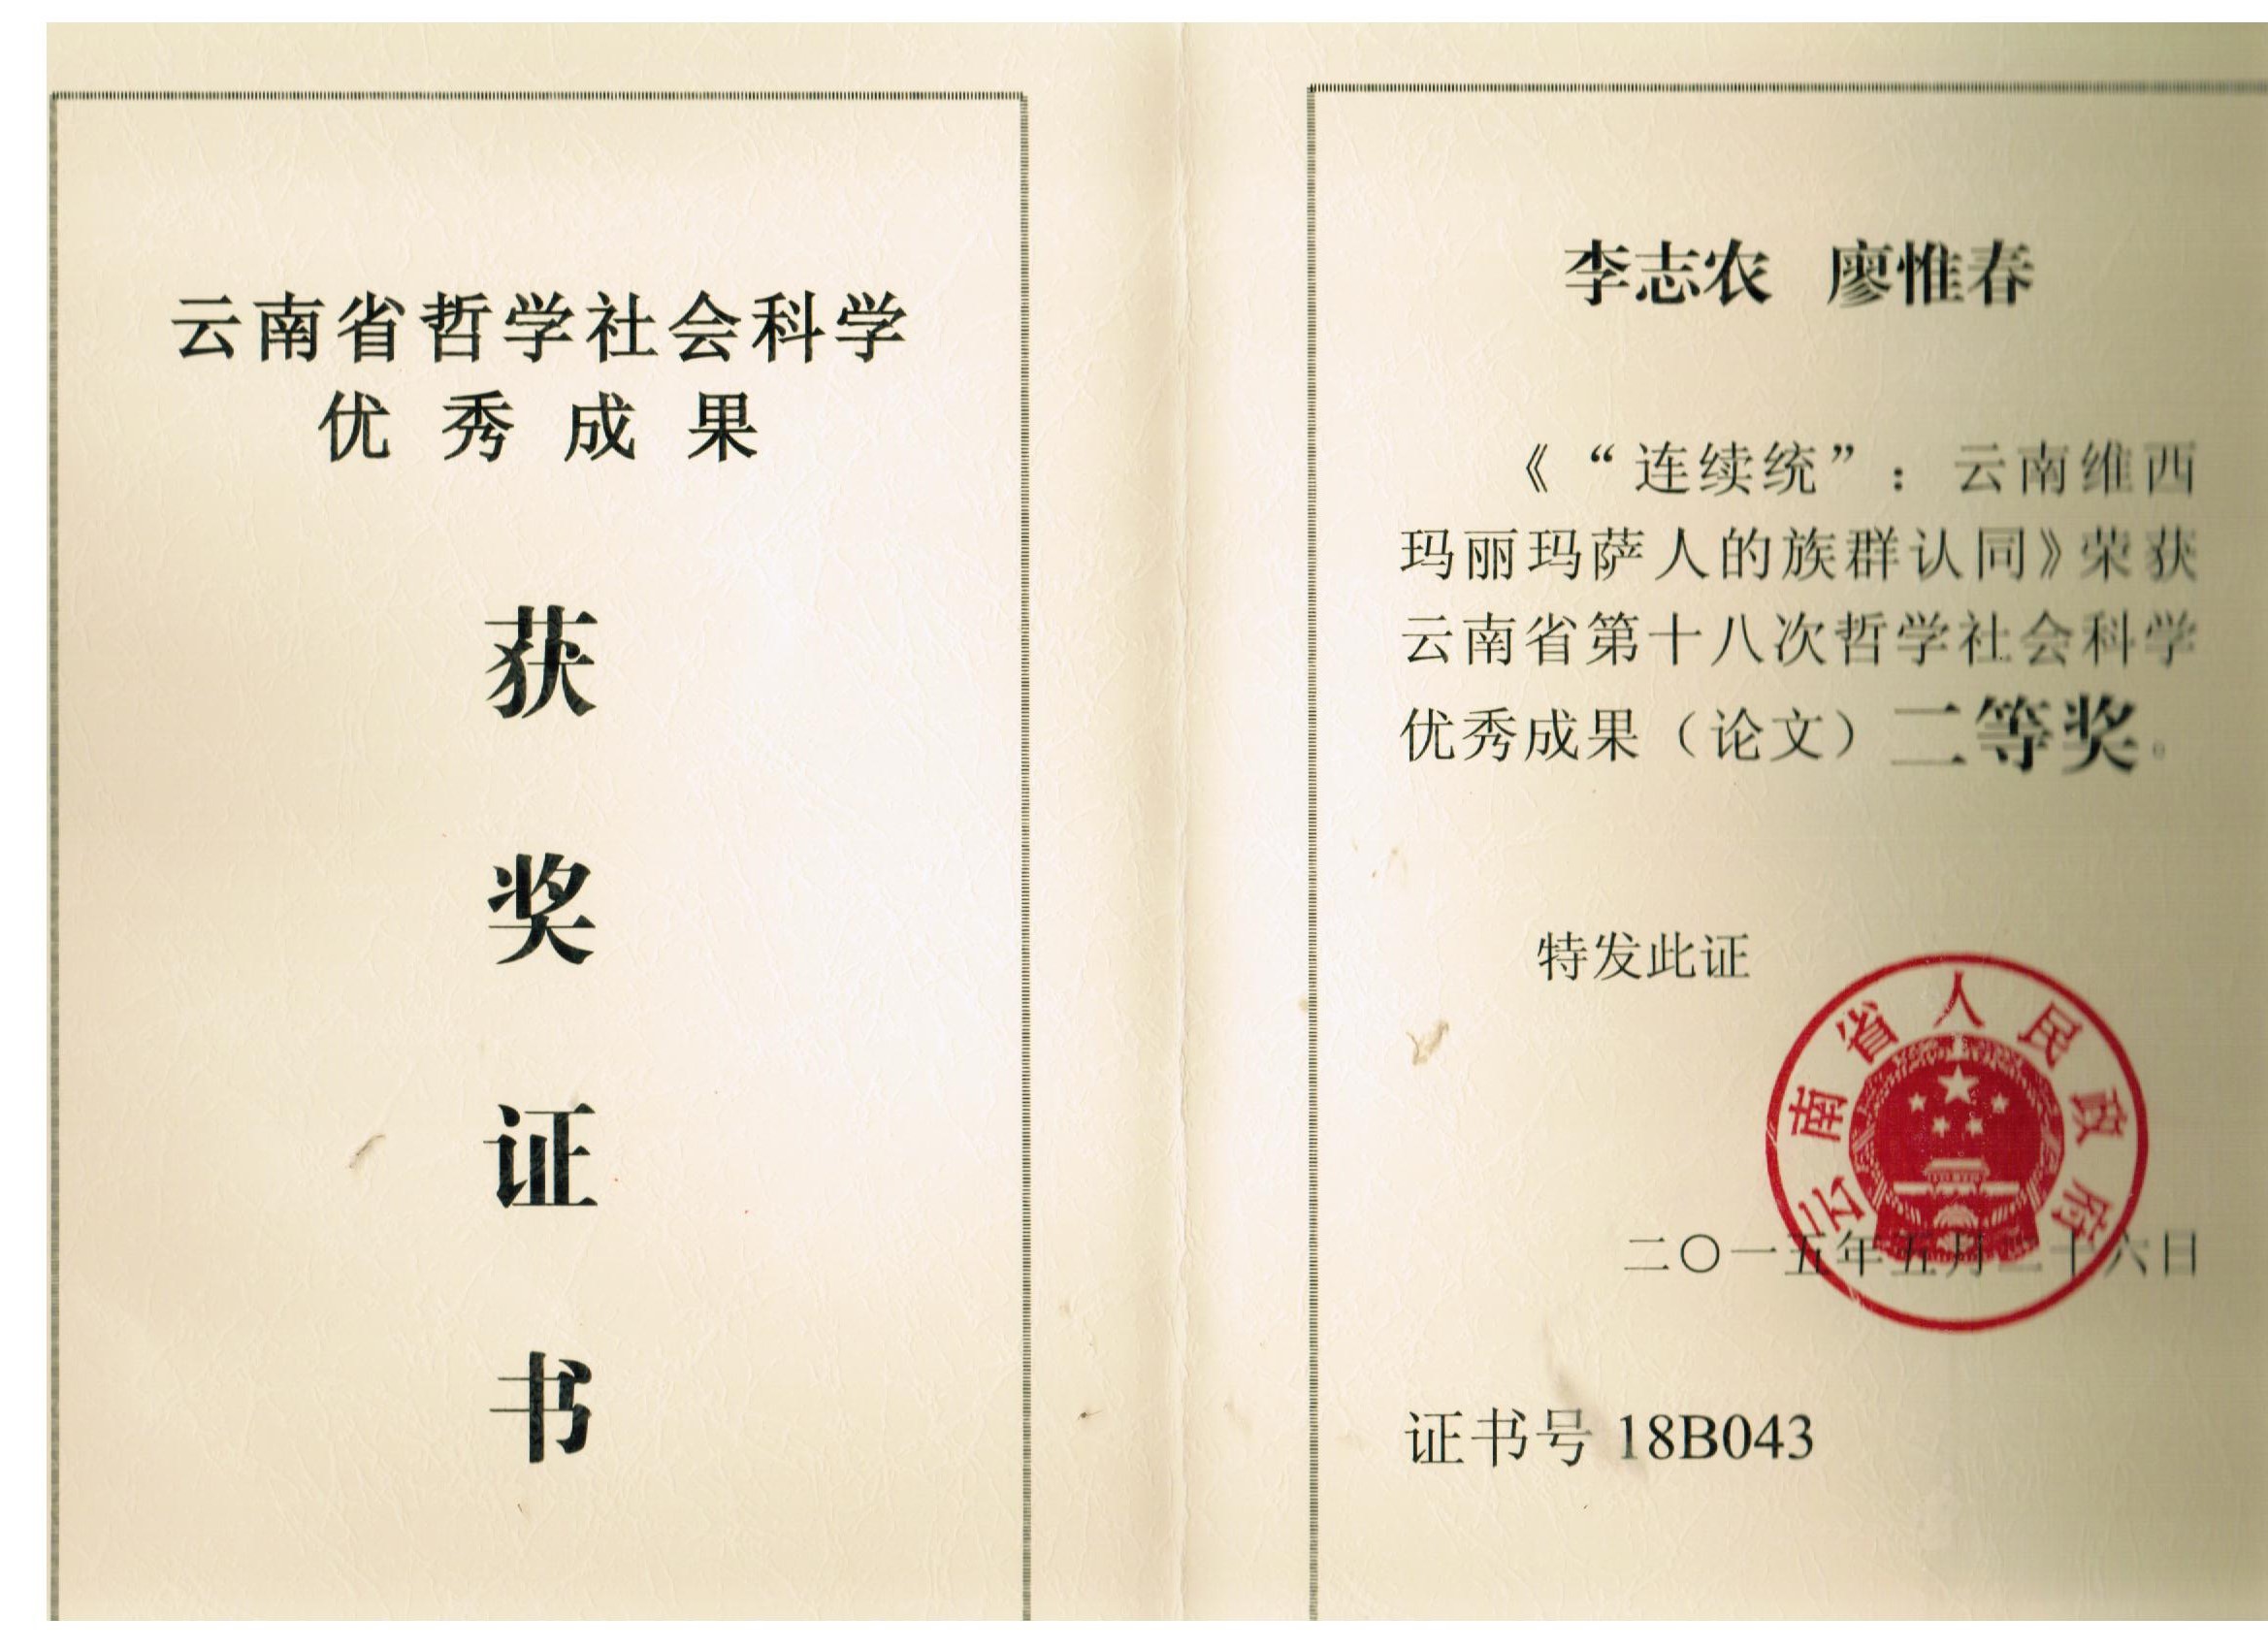 云南省哲学社会科学
优秀成果
获
奖
证
书
李志农 廖惟春
《“连续统”：云南维西
玛丽玛萨人的族群认同》荣获
云南省第十八次哲学社会科学
优秀成果（论文）二等奖。
特发此证
云南省人民政府
二〇一五年五月二十六日
证书号 18B043